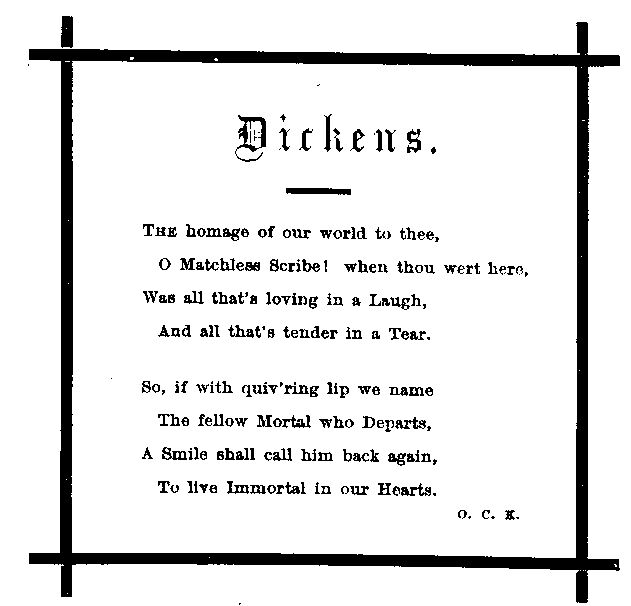 Dickens.
THE homage of our world to thee,
O Matchless Scribe! when thou wert here,
Was all that's loving in a Laugh,
And all that's tender in a Tear.
So, if with quiv'ring lip we name
The fellow Mortal who Departs,
A Smile shall call him back again,
To live Immortal in our Hearts.
O. C. K.